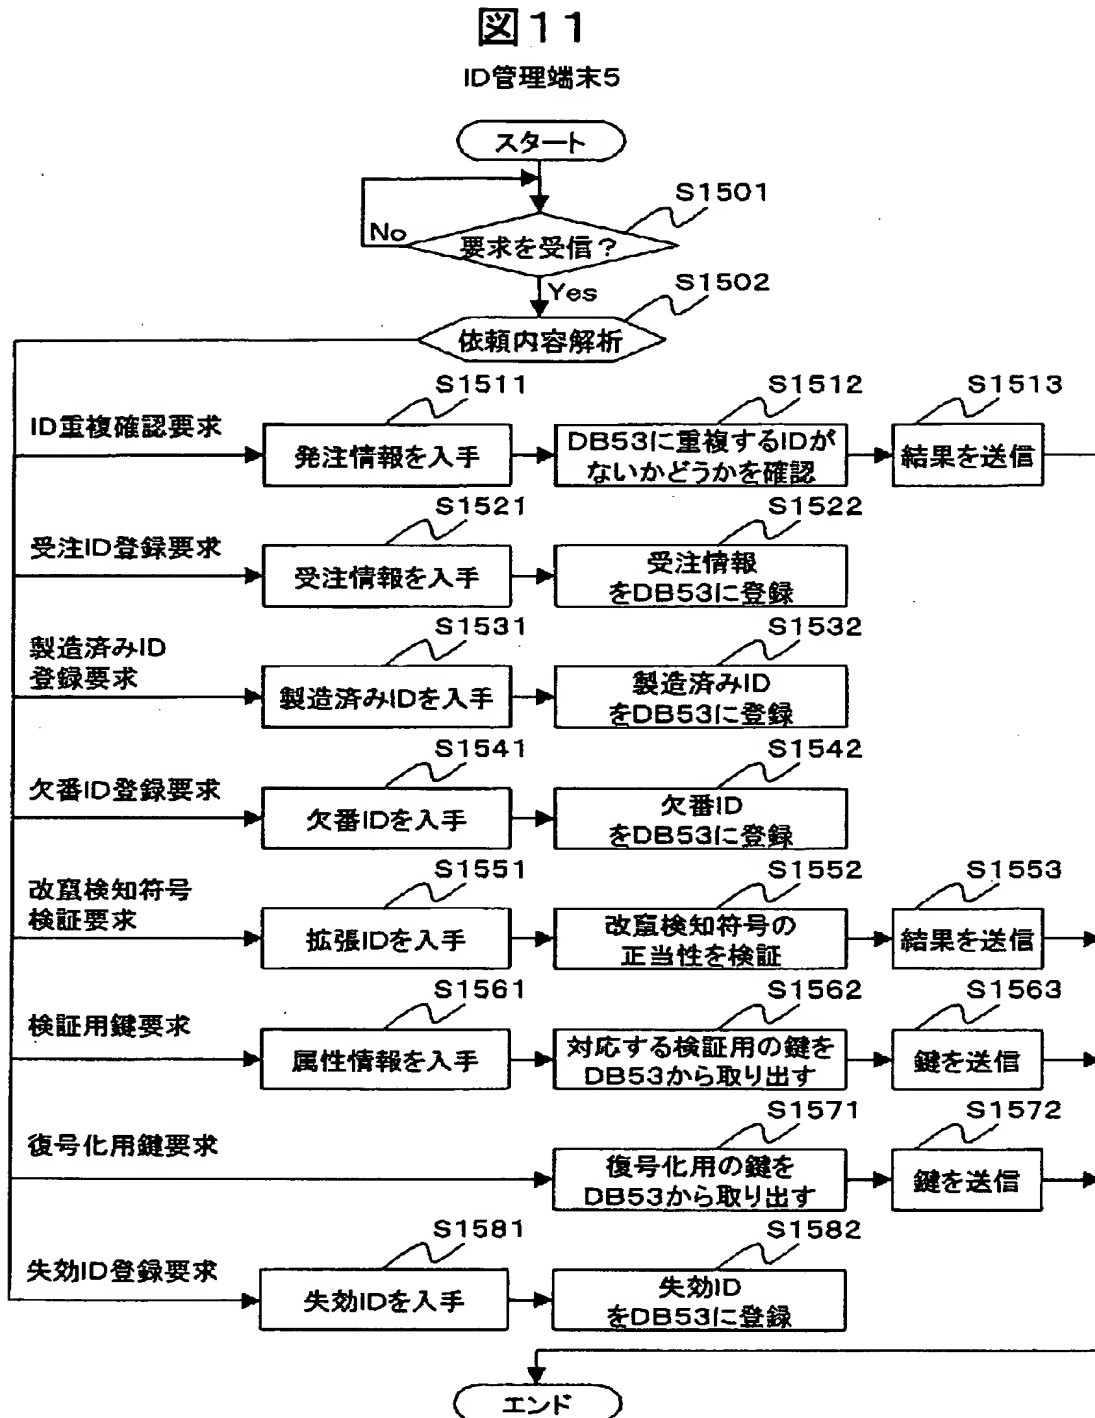 図11
ID管理端末5
スタート
S1501
No
要求を受信？
Yes
S1502
依頼内容解析
S1511
S1512
S1513
ID重複確認要求
発注情報を入手
DB53に重複するIDが
ないかどうかを確認
結果を送信
S1521
S1522
受注ID登録要求
受注情報を入手
受注情報
をDB53に登録
S1531
S1532
製造済みID
登録要求
製造済みIDを入手
製造済みID
をDB53に登録
S1541
S1542
欠番ID登録要求
欠番IDを入手
欠番ID
をDB53に登録
S1551
S1552
S1553
改竄検知符号
検証要求
拡張IDを入手
改竄検知符号の
正当性を検証
結果を送信
S1561
S1562
S1563
検証用鍵要求
属性情報を入手
対応する検証用の鍵を
DB53から取り出す
鍵を送信
S1571
S1572
復号化用鍵要求
復号化用の鍵を
DB53から取り出す
鍵を送信
S1581
S1582
失効ID登録要求
失効IDを入手
失効ID
をDB53に登録
エンド